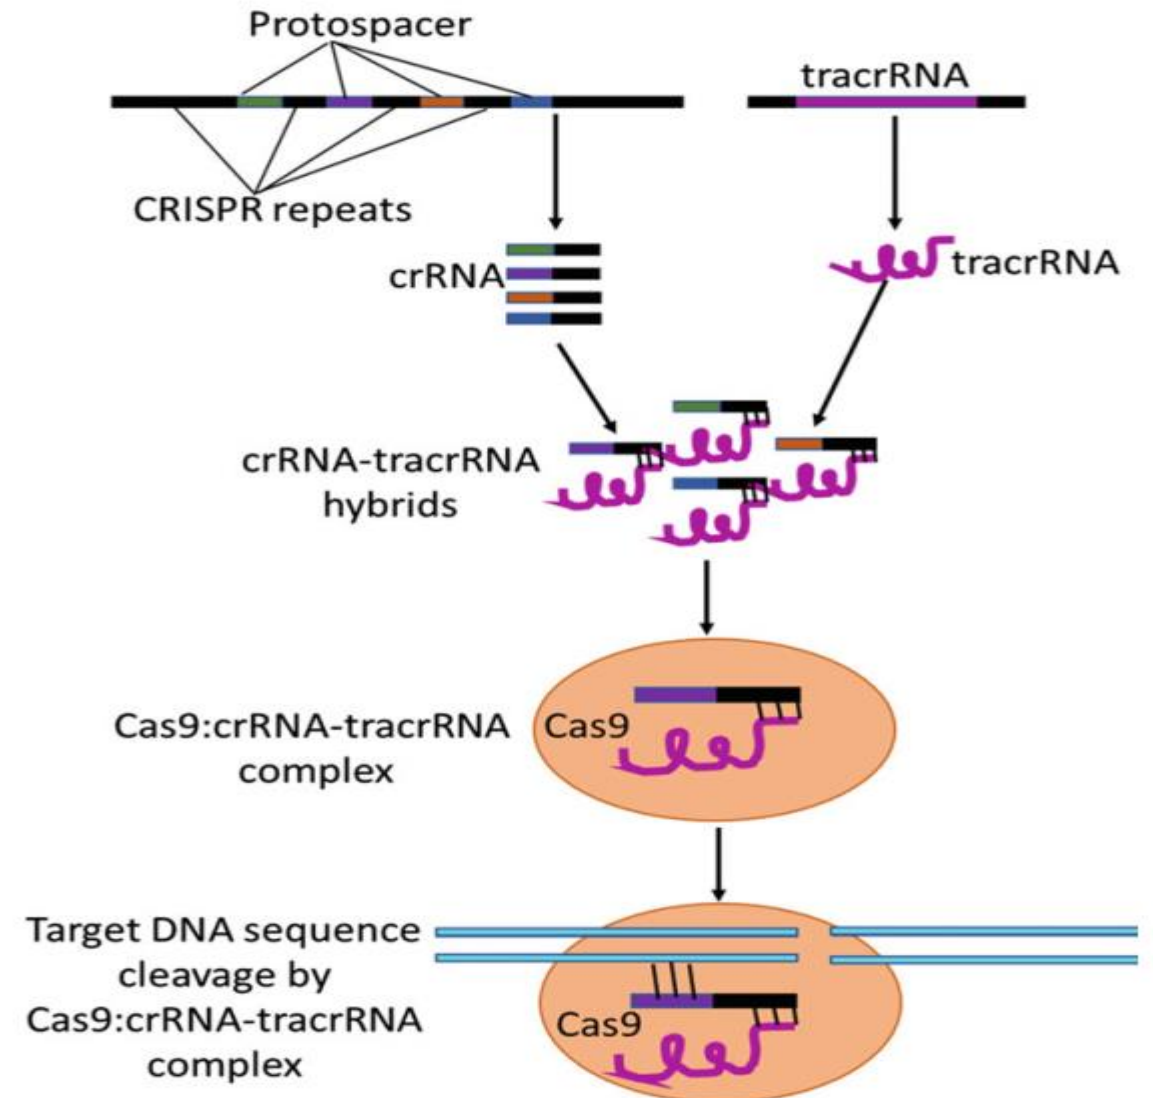 Protospacer
tracrRNA
CRISPR repeats
crRNA
tracrRNA
crRNA-tracrRNA
hybrids
Cas9:crRNA-tracrRNA
complex
Cas9
Target DNA sequence
cleavage by
Cas9:crRNA-tracrRNA
complex
Cas9